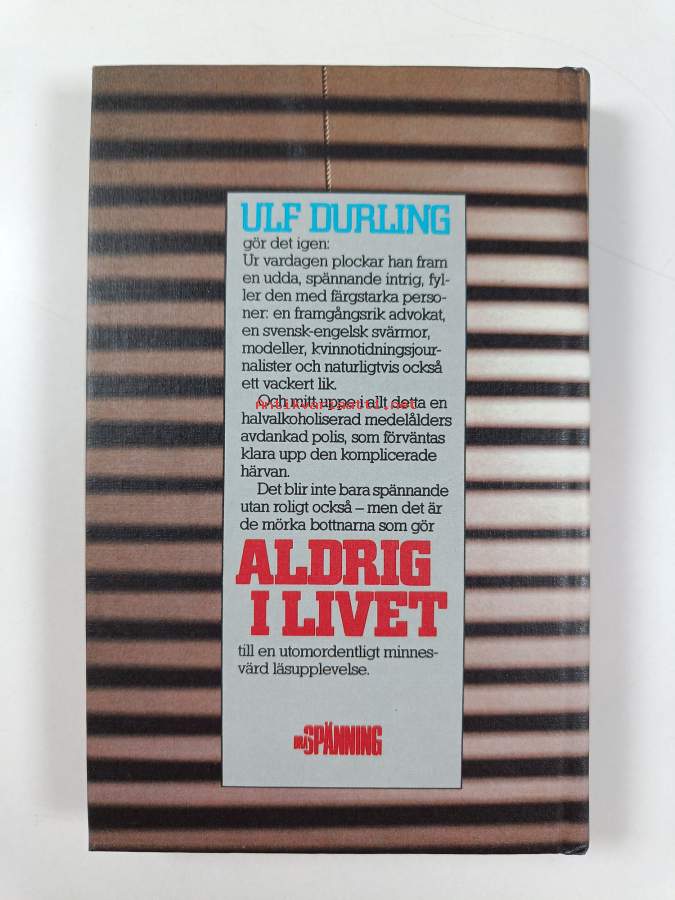 ULF DURLING
gör det igen:
Ur vardagen plockar han fram
en udda, spännande intrig, fyl-
ler den med färgstarka perso-
ner: en framgångsrik advokat,
en svensk-engelsk svärmor,
modeller, kvinnotidningsjour-
nalister och naturligtvis också
ett vackert lik.
Och mitt uppe i allt detta en
Antikvariaatti.net
halvalkoholiserad medelålders
avdankad polis, som förväntas
klara upp den komplicerade
härvan.
Det blir inte bara spännande
utan roligt också – men det är
de mörka bottnarna som gör
ALDRIG
I LIVET
till en utomordentligt minnes-
värd läsupplevelse.
BRA SPÄNNING